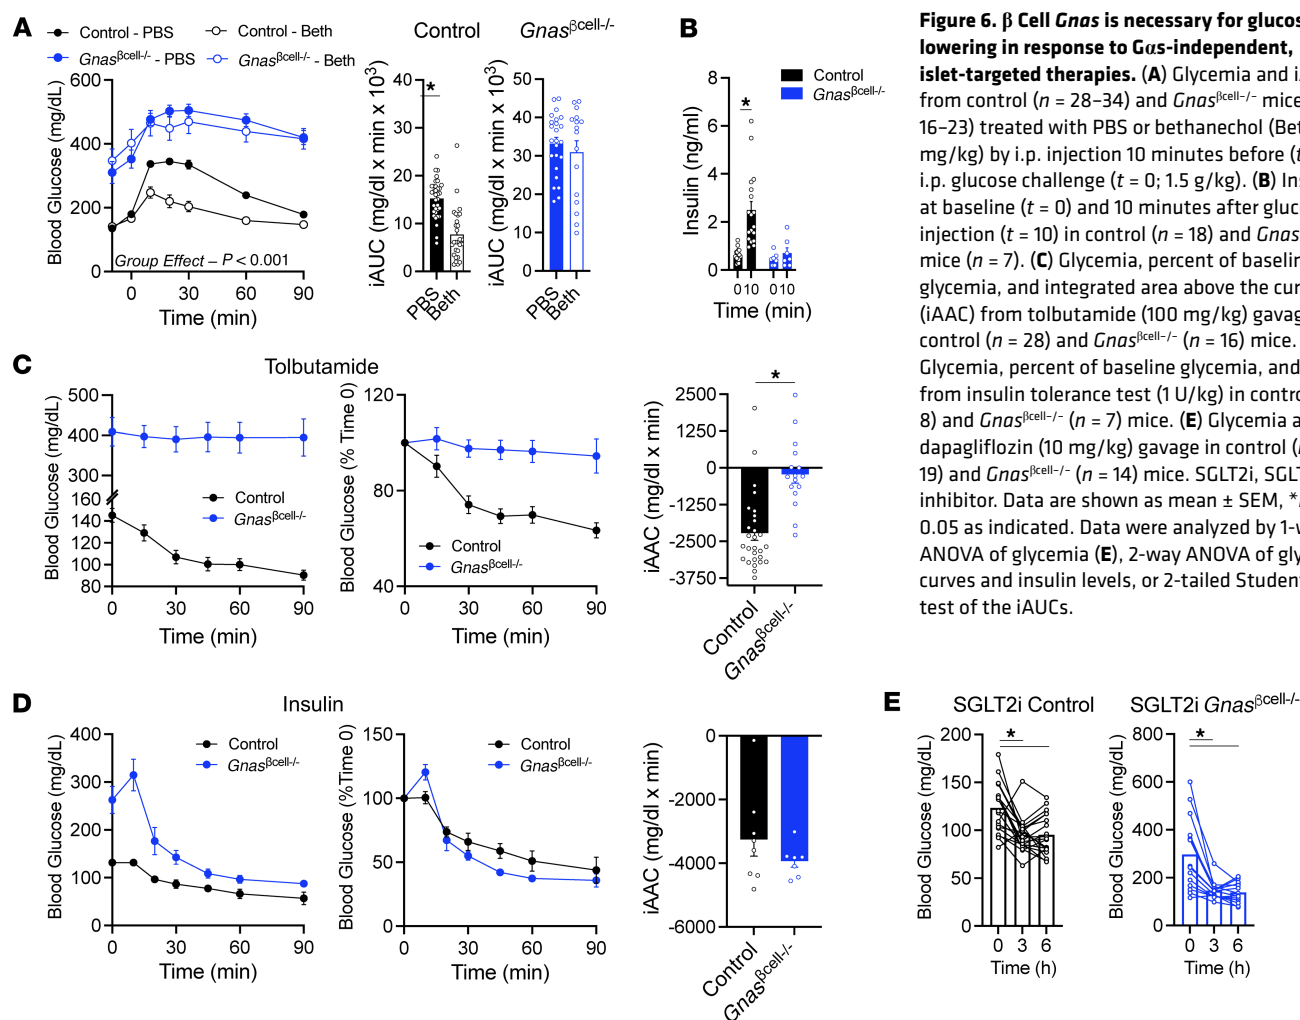 A
Control - PBS
Control - Beth
Gnasβcell-/- - PBS
Gnasβcell-/- - Beth
Blood Glucose (mg/dL)
600
400
200
0
Group Effect – P < 0.001
0 30 60 90
Time (min)
Control
iAUC (mg/dl x min x 10³)
40
30
20
10
0
*
PBS
Beth
Gnasβcell-/-
iAUC (mg/dl x min x 10³)
50
40
30
20
10
0
PBS
Beth
B
Control
Gnasβcell-/-
Insulin (ng/ml)
8
6
4
2
0
*
0 10 0 10
Time (min)
Figure 6. β Cell Gnas is necessary for glucos
lowering in response to Gαs-independent,
islet-targeted therapies. (A) Glycemia and i
from control (n = 28–34) and Gnasβcell−/− mice
16–23) treated with PBS or bethanechol (Bet
mg/kg) by i.p. injection 10 minutes before (t
i.p. glucose challenge (t = 0; 1.5 g/kg). (B) Ins
at baseline (t = 0) and 10 minutes after gluco
injection (t = 10) in control (n = 18) and Gnas
mice (n = 7). (C) Glycemia, percent of baselin
glycemia, and integrated area above the cur
(iAAC) from tolbutamide (100 mg/kg) gavag
control (n = 28) and Gnasβcell−/− (n = 16) mice.
Glycemia, percent of baseline glycemia, and
from insulin tolerance test (1 U/kg) in control
8) and Gnasβcell−/− (n = 7) mice. (E) Glycemia a
dapagliflozin (10 mg/kg) gavage in control (
19) and Gnasβcell−/− (n = 14) mice. SGLT2i, SGLT
inhibitor. Data are shown as mean ± SEM, *
0.05 as indicated. Data were analyzed by 1-w
ANOVA of glycemia (E), 2-way ANOVA of gly
curves and insulin levels, or 2-tailed Student
test of the iAUCs.
C
Tolbutamide
Blood Glucose (mg/dL)
500
400
300
160
140
120
100
80
Control
Gnasβcell-/-
0 30 60 90
Time (min)
Blood Glucose (% Time 0)
120
80
40
Control
Gnasβcell-/-
0 30 60 90
Time (min)
iAAC (mg/dl x min)
2500
1250
0
-1250
-2500
-3750
*
Control
Gnasβcell-/-
D
Insulin
Blood Glucose (mg/dL)
400
300
200
100
0
Control
Gnasβcell-/-
0 30 60 90
Time (min)
Blood Glucose (%Time 0)
150
100
50
0
Control
Gnasβcell-/-
0 30 60 90
Time (min)
iAAC (mg/dl x min)
0
-2000
-4000
-6000
Control
Gnasβcell-/-
E
SGLT2i Control
Blood Glucose (mg/dL)
200
150
100
50
0
*
0 3 6
Time (h)
SGLT2i Gnasβcell-/-
Blood Glucose (mg/dL)
800
600
400
200
0
*
0 3 6
Time (h)